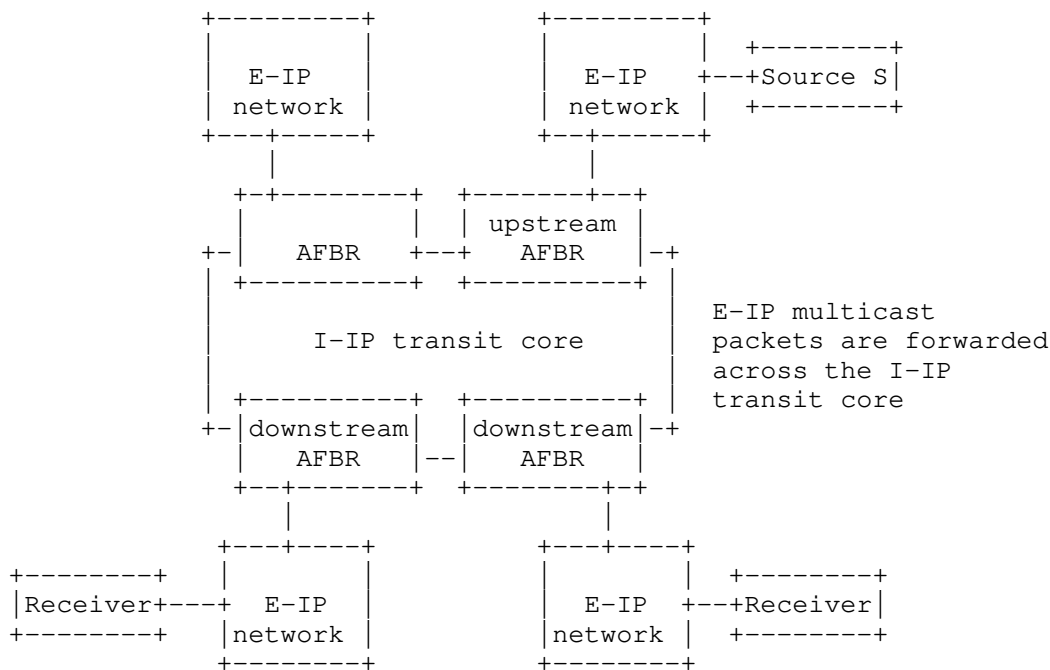 E-IP E-IP Source S
network network
upstream
AFBR AFBR
E-IP multicast
I-IP transit core packets are forwarded
across the I-IP
transit core
downstream downstream
AFBR AFBR
Receiver E-IP E-IP Receiver
network network